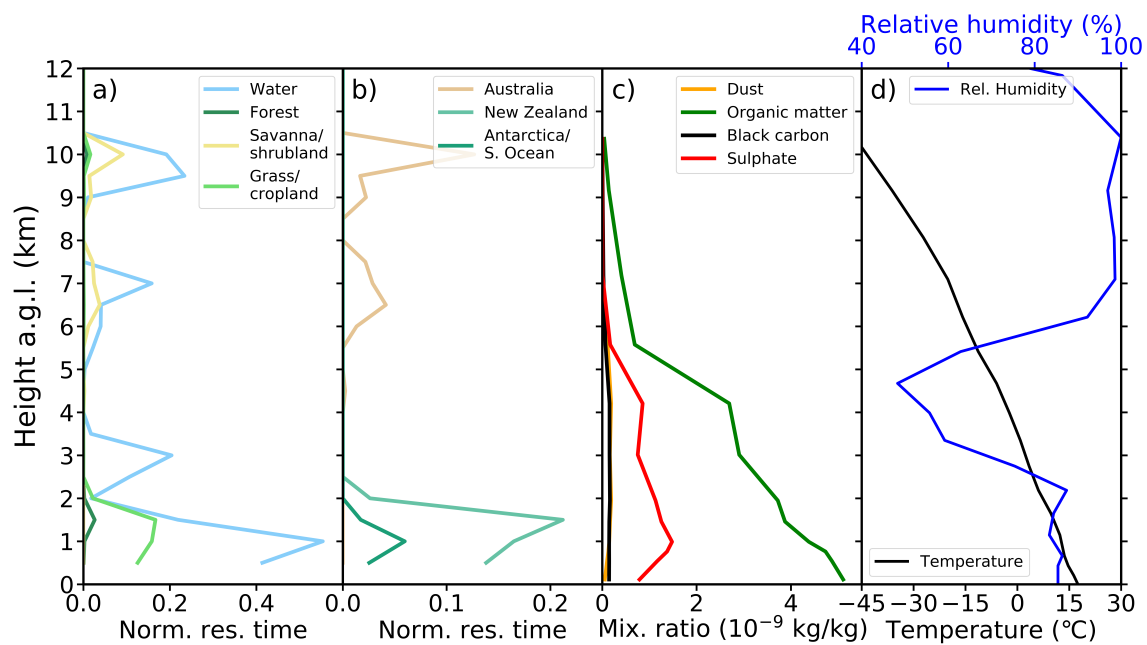 Relative humidity (%)
40 60 80 100
12
11
10
9
8
7
6
5
4
3
2
1
0
Height a.g.l. (km)
a)
Water
Forest
Savanna/
shrubland
Grass/
cropland
b)
Australia
New Zealand
Antarctica/
S. Ocean
c)
Dust
Organic matter
Black carbon
Sulphate
d)
Rel. Humidity
Temperature
0.0 0.2 0.4 0.0 0.2 0 2 4 −45 −30 −15 0 15 30
Norm. res. time
Norm. res. time
Mix. ratio (10⁻⁹ kg/kg)
Temperature (℃)